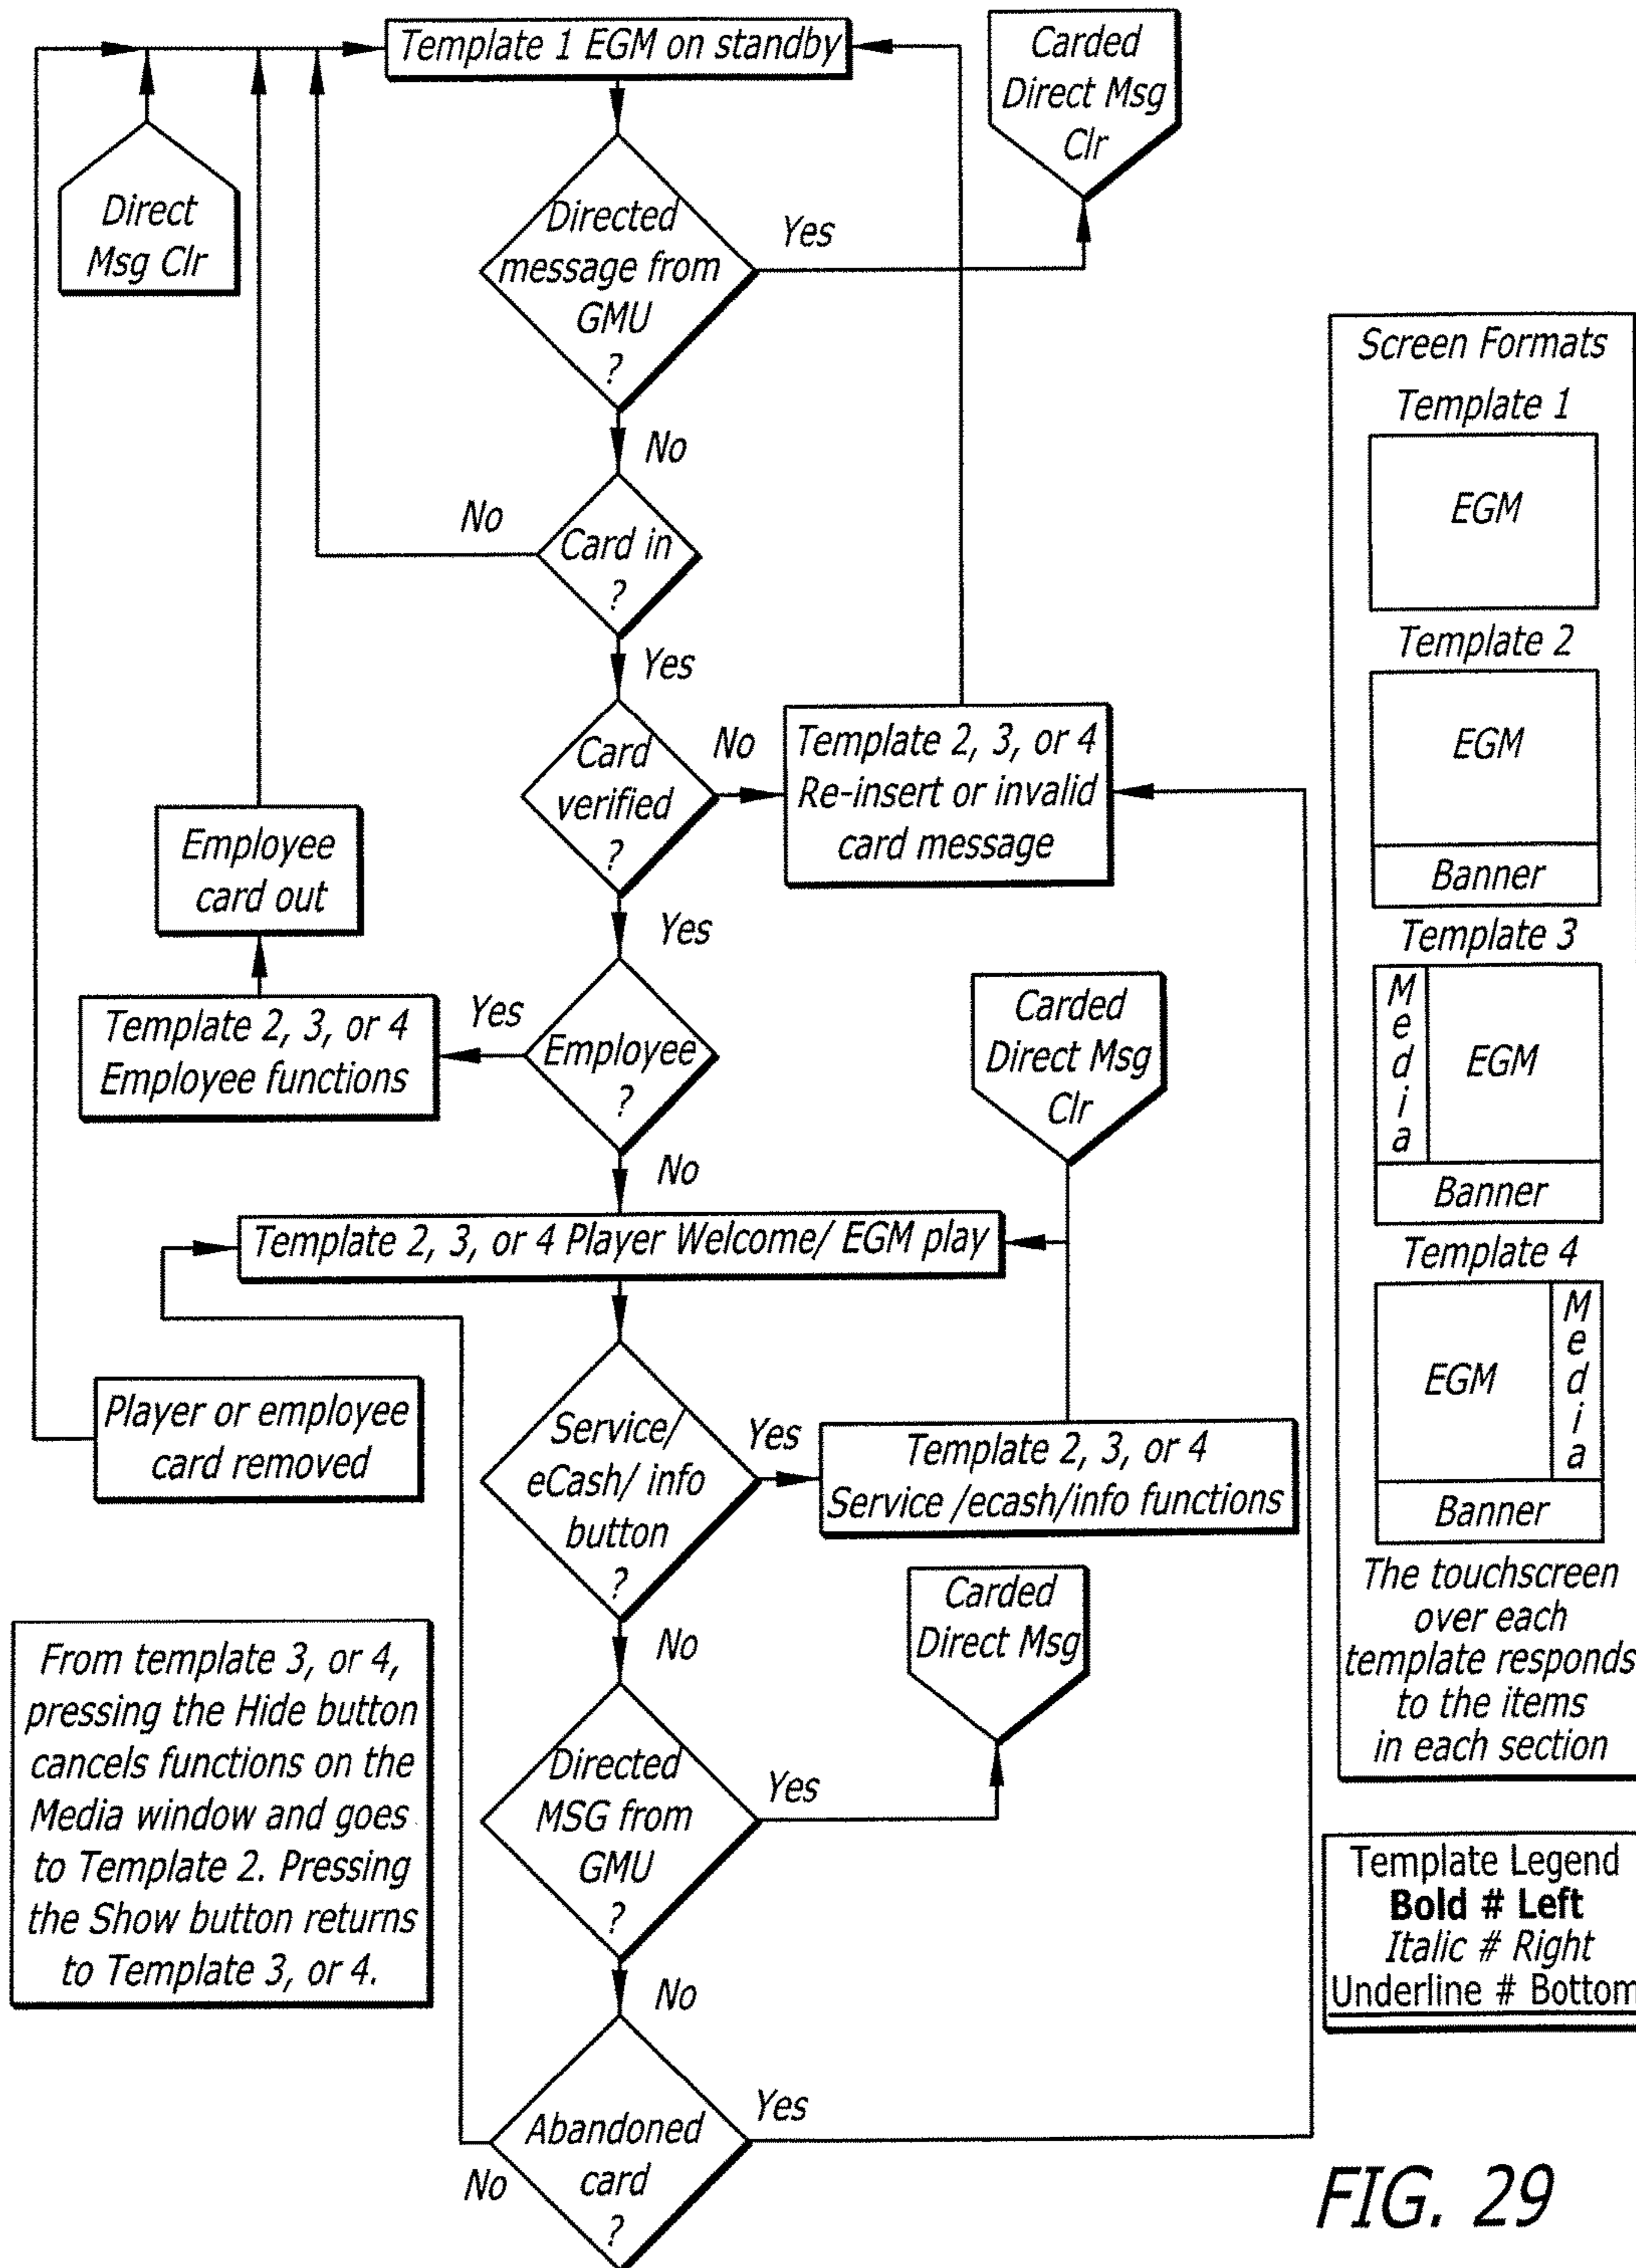 Template 1 EGM on standby
Carded
Direct Msg
Clr
Direct
Msg Clr
Directed
message from
GMU
?
Yes
No
Card in
?
No
Yes
Card
verified
?
No
Template 2, 3, or 4
Re-insert or invalid
card message
Yes
Employee
card out
Template 2, 3, or 4
Employee functions
Yes
Employee
?
No
Carded
Direct Msg
Clr
Template 2, 3, or 4 Player Welcome/ EGM play
Player or employee
card removed
Service/
eCash/ info
button
?
Yes
Template 2, 3, or 4
Service /ecash/info functions
No
Carded
Direct Msg
Directed
MSG from
GMU
?
Yes
No
Abandoned
card
?
Yes
No
From template 3, or 4,
pressing the Hide button
cancels functions on the
Media window and goes
to Template 2. Pressing
the Show button returns
to Template 3, or 4.
Screen Formats
Template 1
EGM
Template 2
EGM
Banner
Template 3
Media
EGM
Banner
Template 4
EGM
Media
Banner
The touchscreen
over each
template responds
to the items
in each section
Template Legend
Bold # Left
Italic # Right
Underline # Bottom
FIG. 29